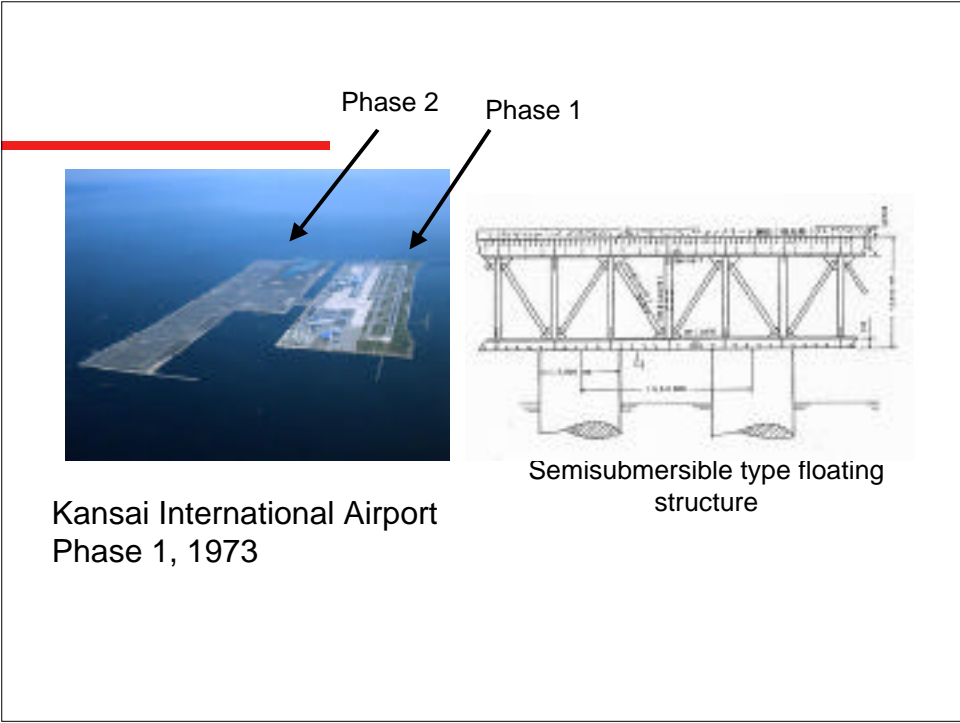 Phase 2
Phase 1
Semisubmersible type floating
structure
Kansai International Airport
Phase 1, 1973